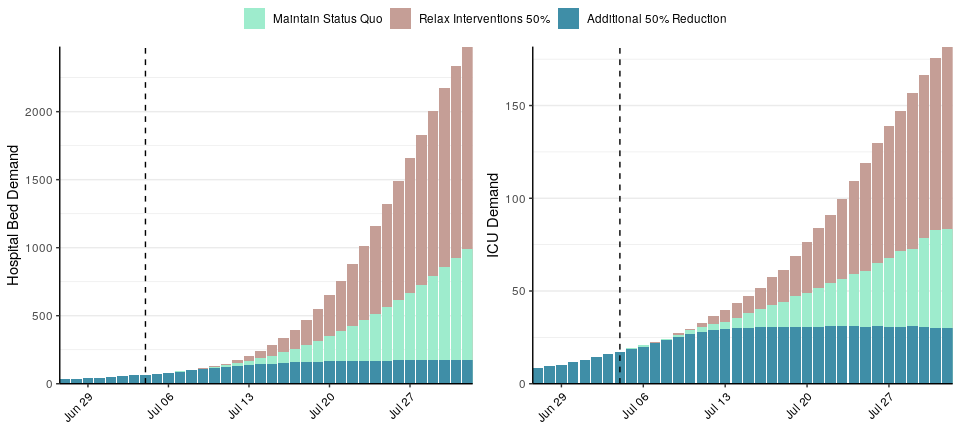 Maintain Status Quo Relax Interventions 50% Additional 50% Reduction
Hospital Bed Demand
2000
1500
1000
500
0
Jun 29 Jul 06 Jul 13 Jul 20 Jul 27
ICU Demand
150
100
50
0
Jun 29 Jul 06 Jul 13 Jul 20 Jul 27